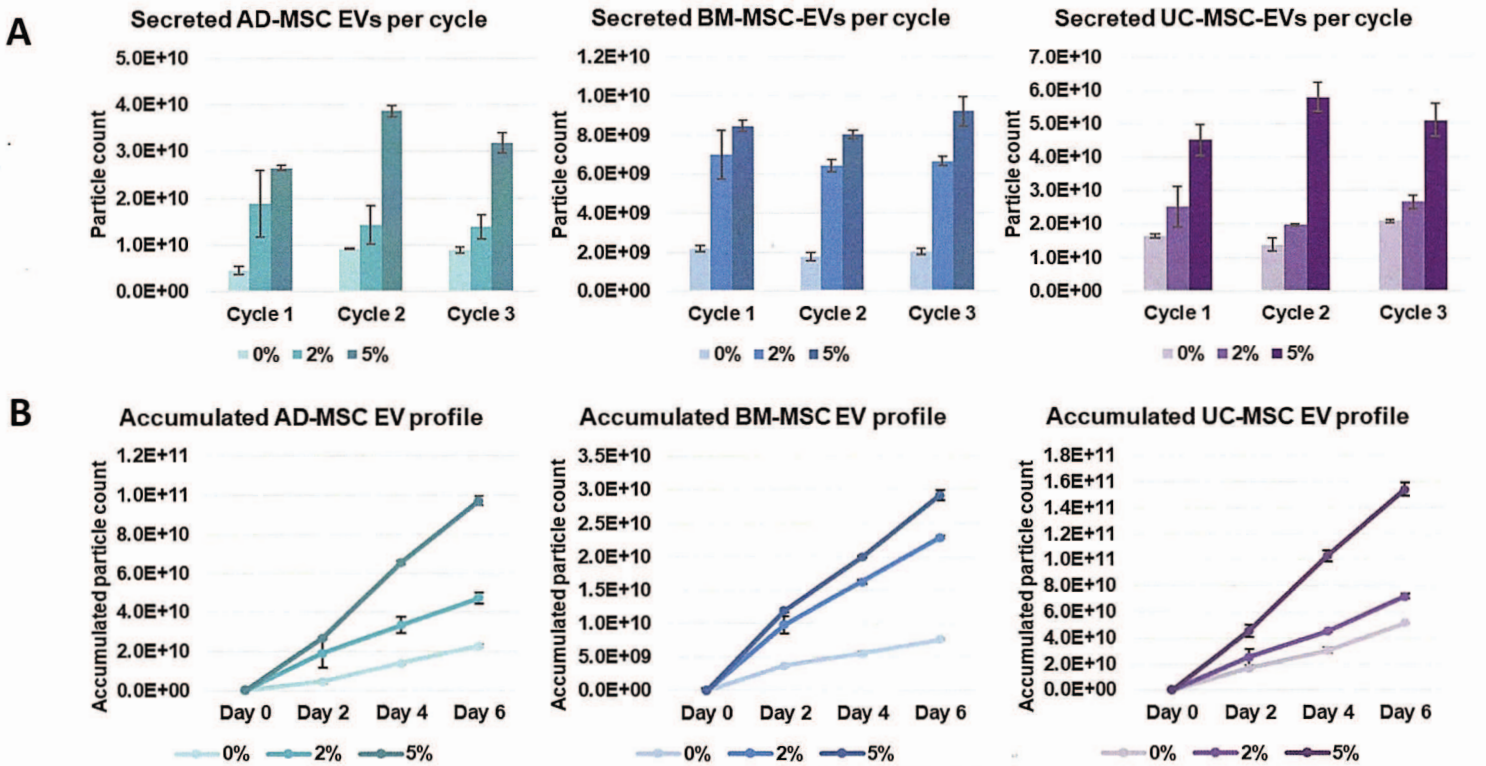 A
Secreted AD-MSC EVs per cycle
Particle count
5.0E+10
4.0E+10
3.0E+10
2.0E+10
1.0E+10
0.0E+00
Cycle 1 Cycle 2 Cycle 3
0% 2% 5%
Secreted BM-MSC-EVs per cycle
Particle count
1.2E+10
1.0E+10
8.0E+09
6.0E+09
4.0E+09
2.0E+09
0.0E+00
Cycle 1 Cycle 2 Cycle 3
0% 2% 5%
Secreted UC-MSC-EVs per cycle
Particle count
7.0E+10
6.0E+10
5.0E+10
4.0E+10
3.0E+10
2.0E+10
1.0E+10
0.0E+00
Cycle 1 Cycle 2 Cycle 3
0% 2% 5%
B
Accumulated AD-MSC EV profile
Accumulated particle count
1.2E+11
1.0E+11
8.0E+10
6.0E+10
4.0E+10
2.0E+10
0.0E+00
Day 0 Day 2 Day 4 Day 6
0% 2% 5%
Accumulated BM-MSC EV profile
Accumulated particle count
3.5E+10
3.0E+10
2.5E+10
2.0E+10
1.5E+10
1.0E+10
5.0E+09
0.0E+00
Day 0 Day 2 Day 4 Day 6
0% 2% 5%
Accumulated UC-MSC EV profile
Accumulated particle count
1.8E+11
1.6E+11
1.4E+11
1.2E+11
1.0E+11
8.0E+10
6.0E+10
4.0E+10
2.0E+10
0.0E+00
Day 0 Day 2 Day 4 Day 6
0% 2% 5%